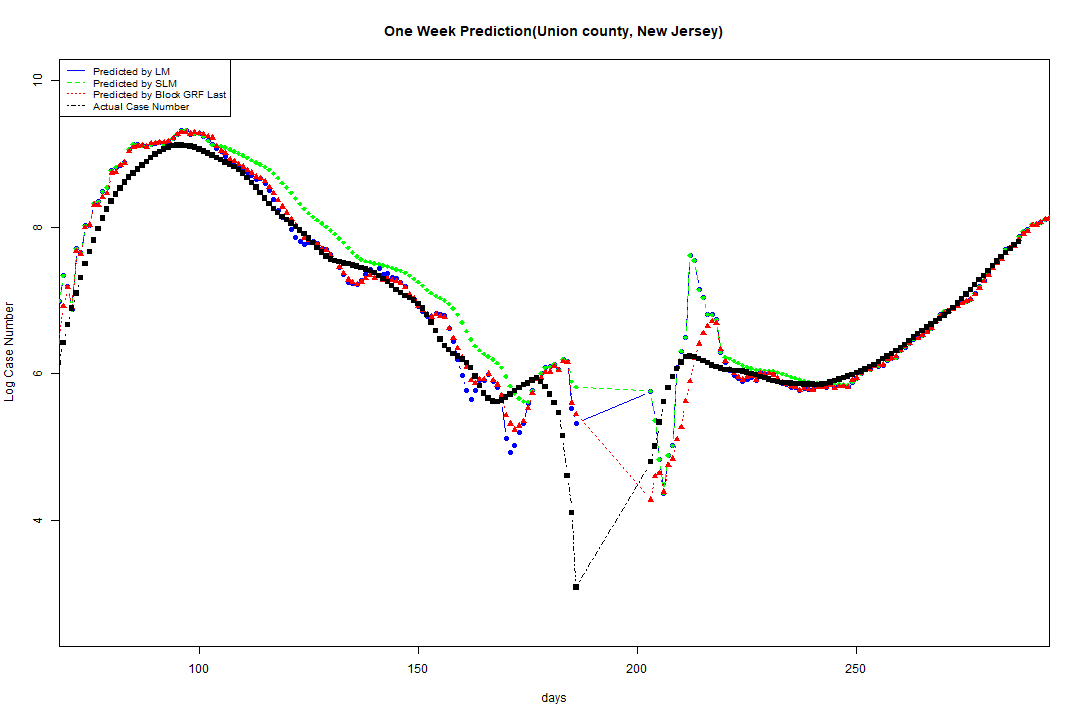 One Week Prediction(Union county, New Jersey)
Predicted by LM
Predicted by SLM
Predicted by Block GRF Last
Actual Case Number
10
8
6
4
Log Case Number
100
150
200
250
days